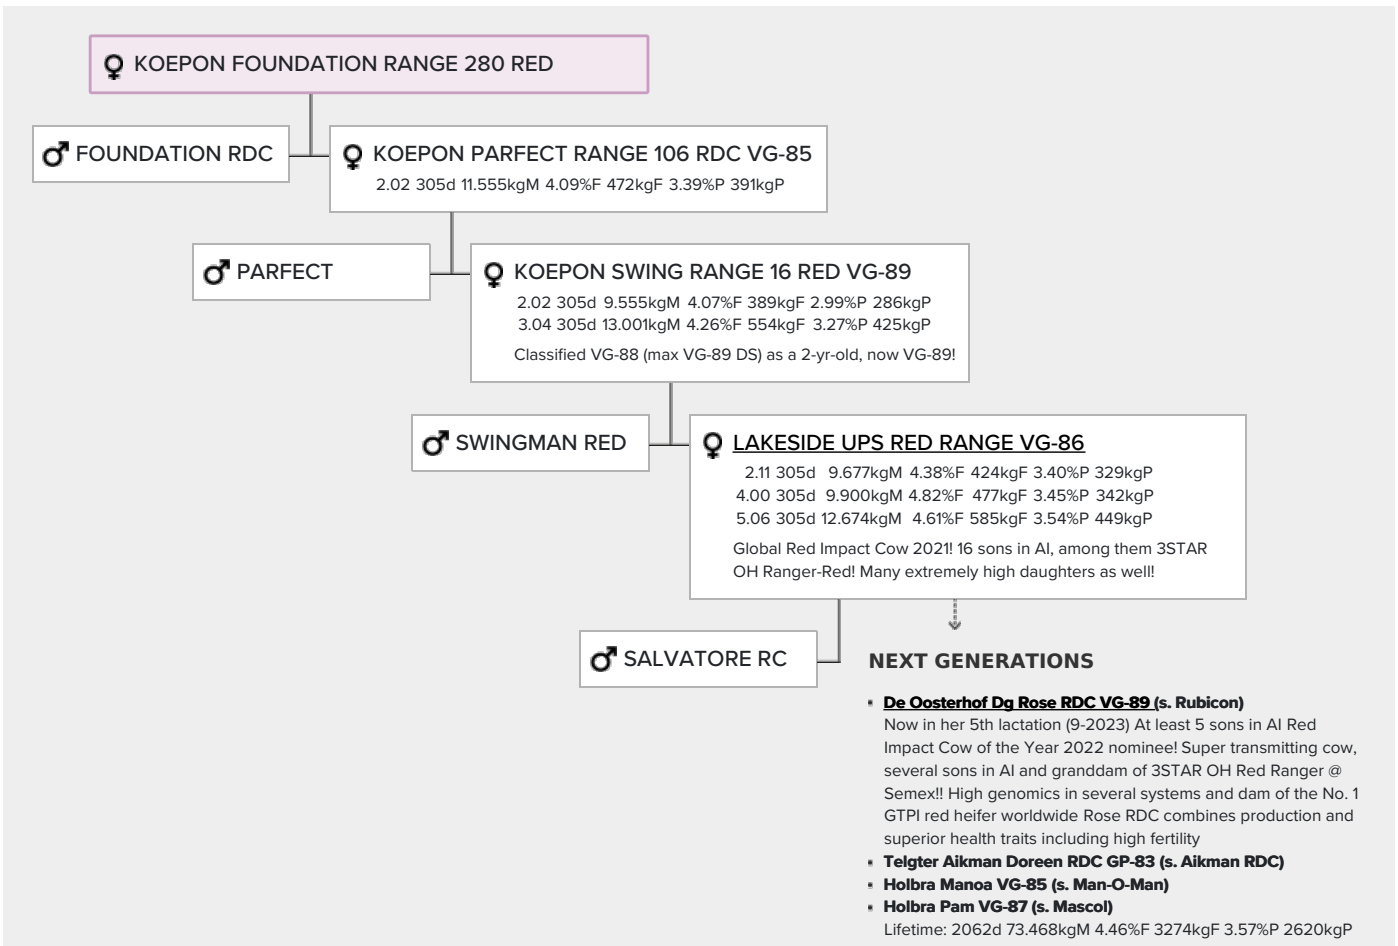 KOEPON FOUNDATION RANGE 280 RED
FOUNDATION RDC
KOEPON PARFECT RANGE 106 RDC VG-85
2.02 305d 11.555kgM 4.09%F 472kgF 3.39%P 391kgP
PARFECT
KOEPON SWING RANGE 16 RED VG-89
2.02 305d 9.555kgM 4.07%F 389kgF 2.99%P 286kgP
3.04 305d 13.001kgM 4.26%F 554kgF 3.27%P 425kgP
Classified VG-88 (max VG-89 DS) as a 2-yr-old, now VG-89!
SWINGMAN RED
LAKESIDE UPS RED RANGE VG-86
2.11 305d 9.677kgM 4.38%F 424kgF 3.40%P 329kgP
4.00 305d 9.900kgM 4.82%F 477kgF 3.45%P 342kgP
5.06 305d 12.674kgM 4.61%F 585kgF 3.54%P 449kgP
Global Red Impact Cow 2021! 16 sons in AI, among them 3STAR
OH Ranger-Red! Many extremely high daughters as well!
SALVATORE RC
NEXT GENERATIONS
De Oosterhof Dg Rose RDC VG-89 (s. Rubicon)
Now in her 5th lactation (9-2023) At least 5 sons in AI Red
Impact Cow of the Year 2022 nominee! Super transmitting cow,
several sons in AI and granddam of 3STAR OH Red Ranger @
Semex!! High genomics in several systems and dam of the No. 1
GTPI red heifer worldwide Rose RDC combines production and
superior health traits including high fertility
Telgter Aikman Doreen RDC GP-83 (s. Aikman RDC)
Holbra Manoa VG-85 (s. Man-O-Man)
Holbra Pam VG-87 (s. Mascol)
Lifetime: 2062d 73.468kgM 4.46%F 3274kgF 3.57%P 2620kgP